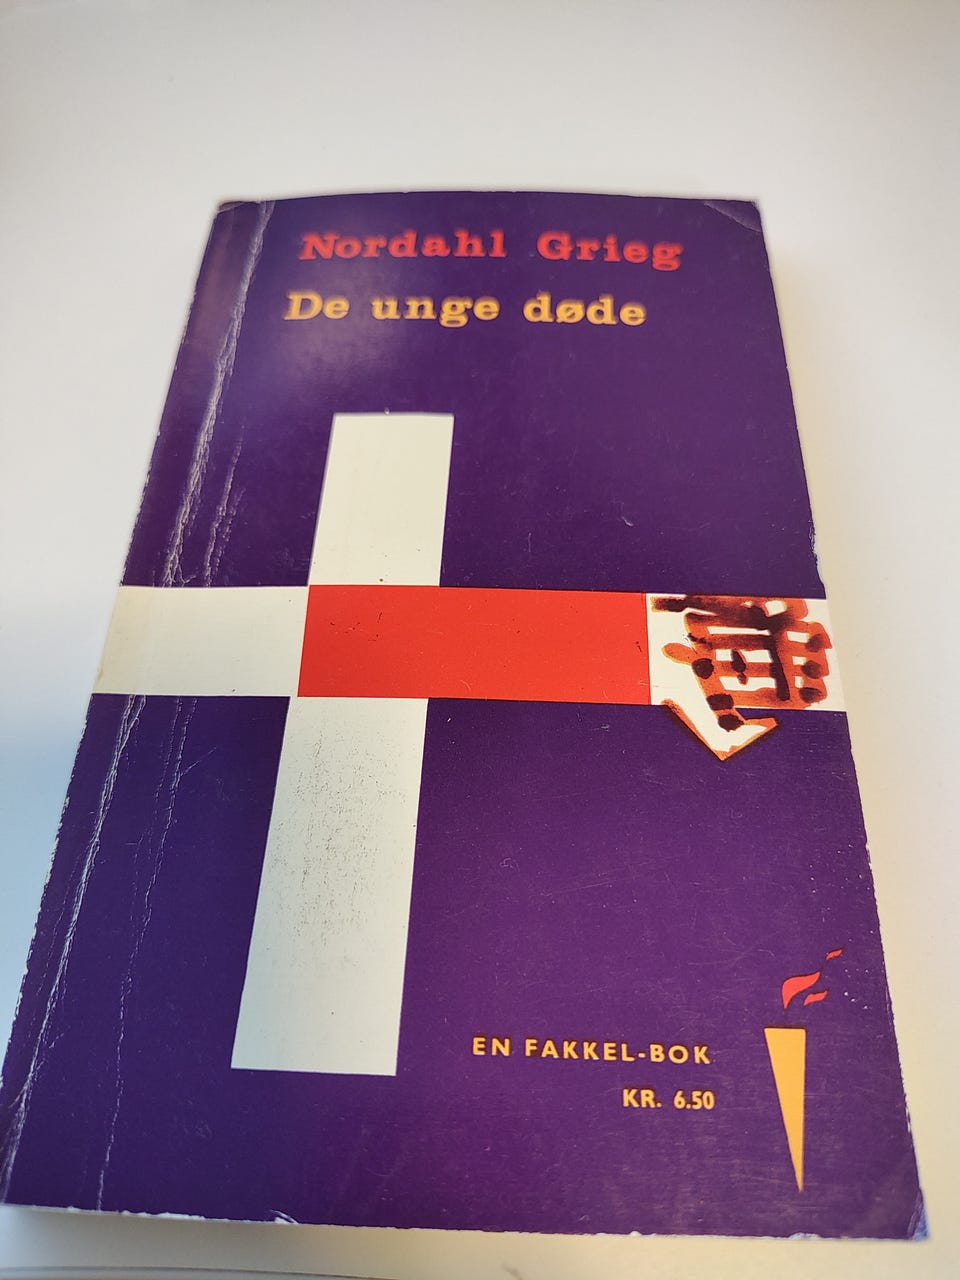 Nordahl Grieg
De unge døde
EN FAKKEL-BOK
KR. 6.50